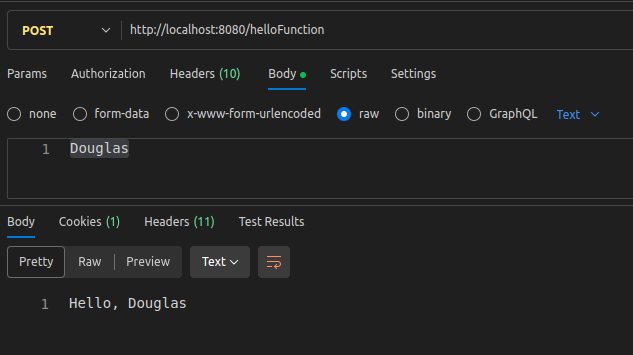 POST http://localhost:8080/helloFunction
Params Authorization Headers (10) Body Scripts Settings
none form-data x-www-form-urlencoded raw binary GraphQL Text
1 Douglas
Body Cookies (1) Headers (11) Test Results
Pretty Raw Preview Text
1 Hello, Douglas